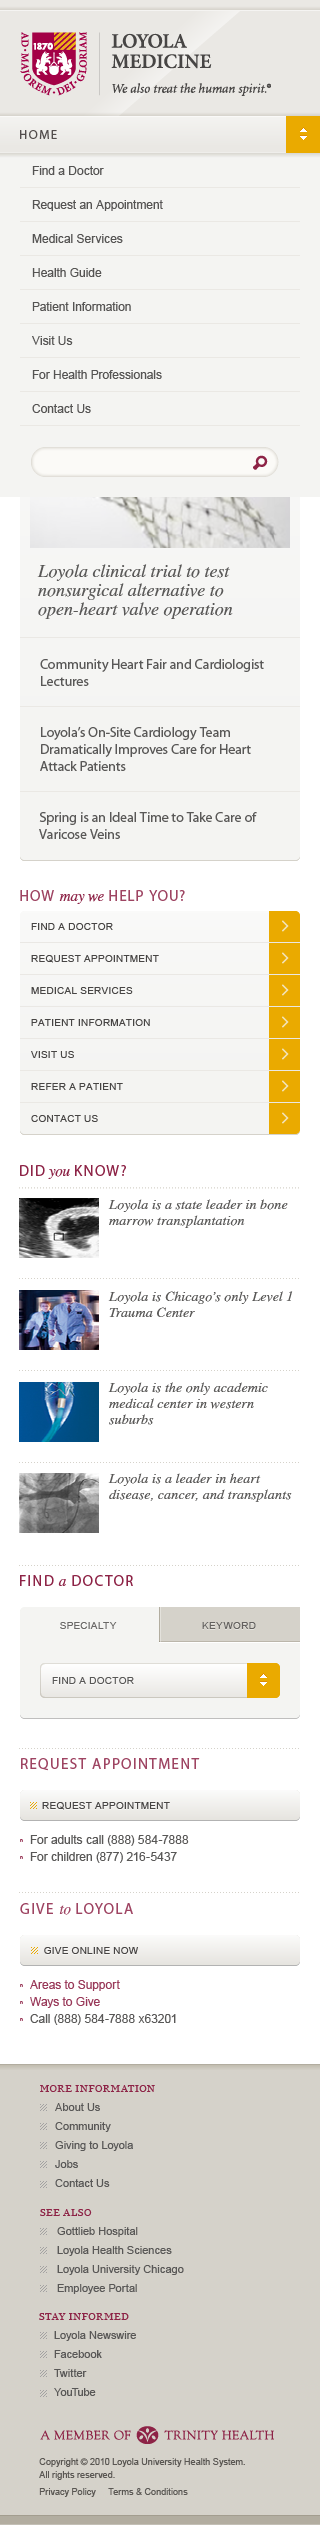 AD·MAJOREM·DEI·GLORIAM
1870
LOYOLA
MEDICINE
We also treat the human spirit.®
HOME
Find a Doctor
Request an Appointment
Medical Services
Health Guide
Patient Information
Visit Us
For Health Professionals
Contact Us
Loyola clinical trial to test
nonsurgical alternative to
open-heart valve operation
Community Heart Fair and Cardiologist
Lectures
Loyola's On-Site Cardiology Team
Dramatically Improves Care for Heart
Attack Patients
Spring is an Ideal Time to Take Care of
Varicose Veins
HOW may we HELP YOU?
FIND A DOCTOR
REQUEST APPOINTMENT
MEDICAL SERVICES
PATIENT INFORMATION
VISIT US
REFER A PATIENT
CONTACT US
DID you KNOW?
Loyola is a state leader in bone
marrow transplantation
Loyola is Chicago's only Level 1
Trauma Center
Loyola is the only academic
medical center in western
suburbs
Loyola is a leader in heart
disease, cancer, and transplants
FIND a DOCTOR
SPECIALTY
KEYWORD
FIND A DOCTOR
REQUEST APPOINTMENT
REQUEST APPOINTMENT
For adults call (888) 584-7888
For children (877) 216-5437
GIVE to LOYOLA
GIVE ONLINE NOW
Areas to Support
Ways to Give
Call (888) 584-7888 x63201
MORE INFORMATION
About Us
Community
Giving to Loyola
Jobs
Contact Us
SEE ALSO
Gottlieb Hospital
Loyola Health Sciences
Loyola University Chicago
Employee Portal
STAY INFORMED
Loyola Newswire
Facebook
Twitter
YouTube
A MEMBER OF TRINITY HEALTH
Copyright © 2010 Loyola University Health System.
All rights reserved.
Privacy Policy Terms & Conditions